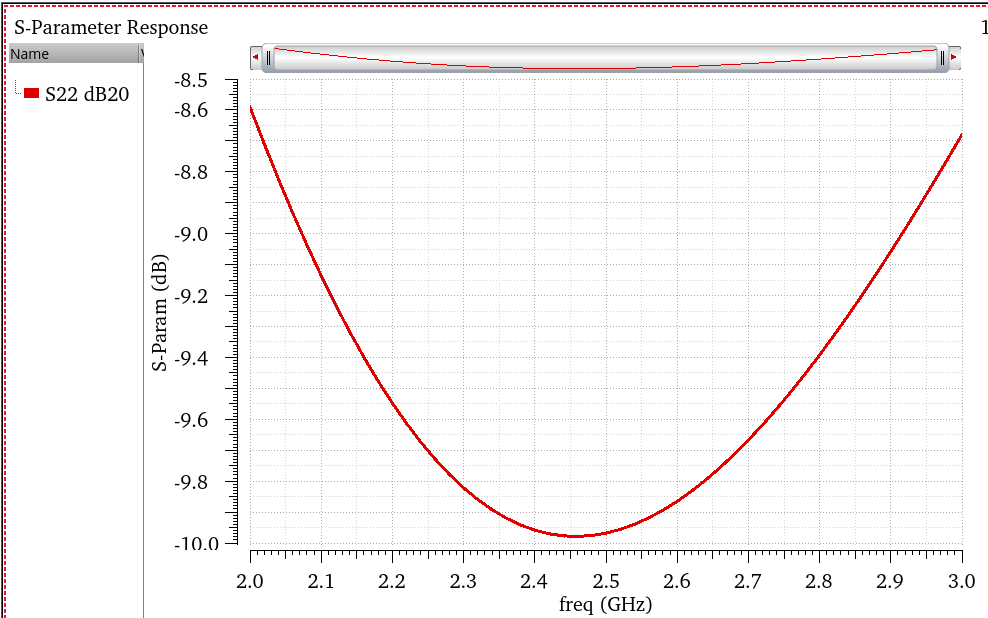 S-Parameter Response
1
Name
S22 dB20
S-Param (dB)
-8.5
-8.6
-8.8
-9.0
-9.2
-9.4
-9.6
-9.8
-10.0
2.0 2.1 2.2 2.3 2.4 2.5 2.6 2.7 2.8 2.9 3.0
freq (GHz)